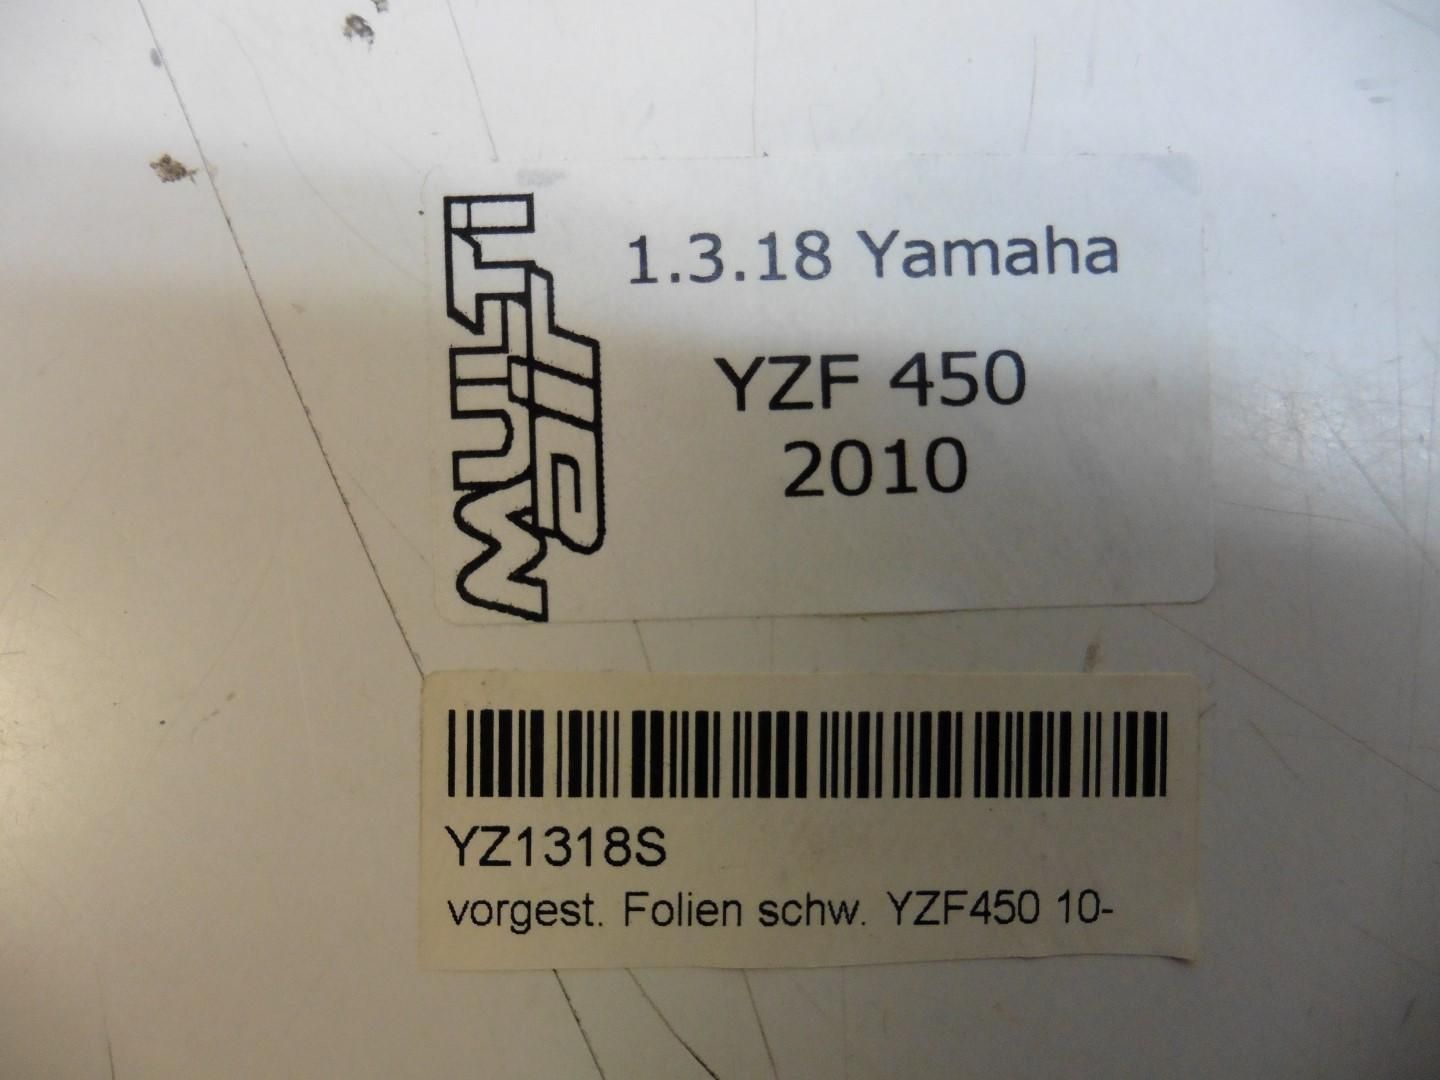 MULTI
1.3.18 Yamaha
YZF 450
2010
YZ1318S
vorgest. Folien schw. YZF450 10-